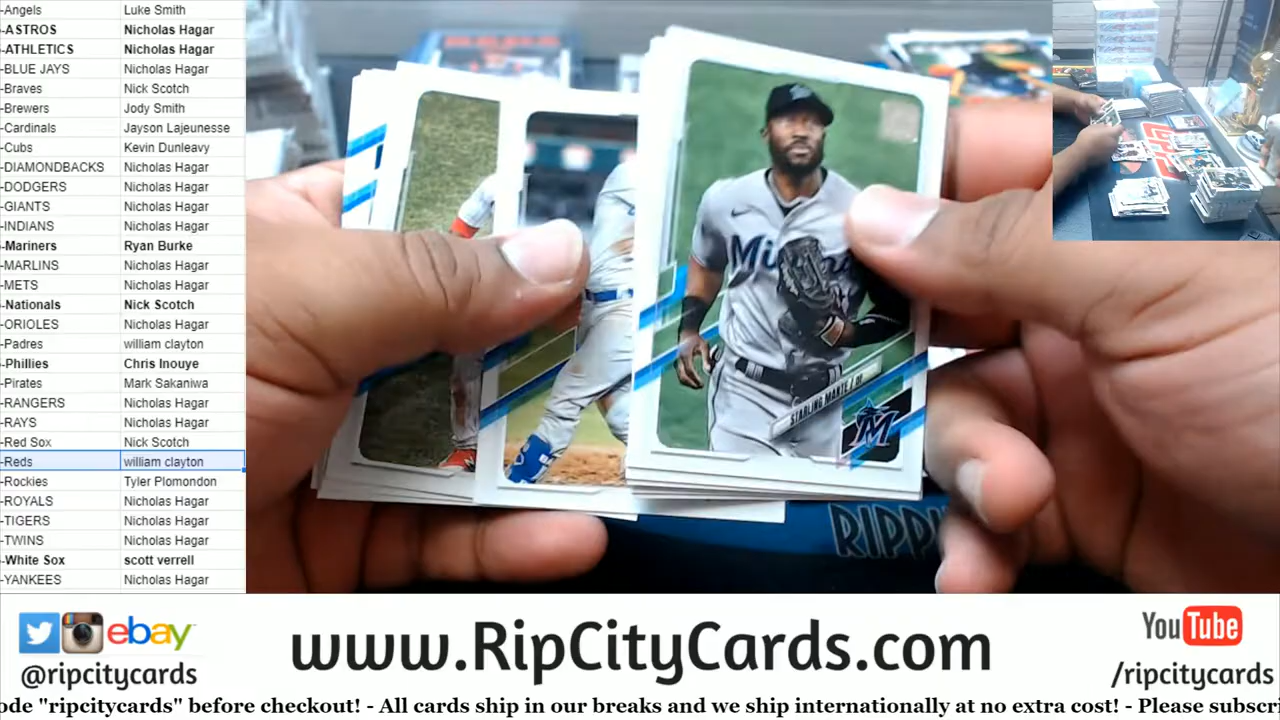 -Angels Luke Smith
-ASTROS Nicholas Hagar
-ATHLETICS Nicholas Hagar
-BLUE JAYS Nicholas Hagar
-Braves Nick Scotch
-Brewers Jody Smith
-Cardinals Jayson Lajeunesse
-Cubs Kevin Dunleavy
-DIAMONDBACKS Nicholas Hagar
-DODGERS Nicholas Hagar
-GIANTS Nicholas Hagar
-INDIANS Nicholas Hagar
-Mariners Ryan Burke
-MARLINS Nicholas Hagar
-METS Nicholas Hagar
-Nationals Nick Scotch
-ORIOLES Nicholas Hagar
-Padres william clayton
-Phillies Chris Inouye
-Pirates Mark Sakaniwa
-RANGERS Nicholas Hagar
-RAYS Nicholas Hagar
-Red Sox Nick Scotch
-Reds william clayton
-Rockies Tyler Plomondon
-ROYALS Nicholas Hagar
-TIGERS Nicholas Hagar
-TWINS Nicholas Hagar
-White Sox scott verrell
-YANKEES Nicholas Hagar
STARLING MARTE / OF
M
RIPPI
ebay
@ripcitycards
www.RipCityCards.com
YouTube
/ripcitycards
ode "ripcitycards" before checkout! - All cards ship in our breaks and we ship internationally at no extra cost! - Please subscri